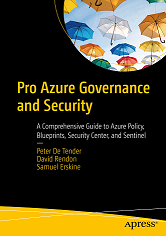 Pro Azure Governance
and Security
A Comprehensive Guide to Azure Policy,
Blueprints, Security Center, and Sentinel
—
Peter De Tender
David Rendon
Samuel Erskine
Apress®